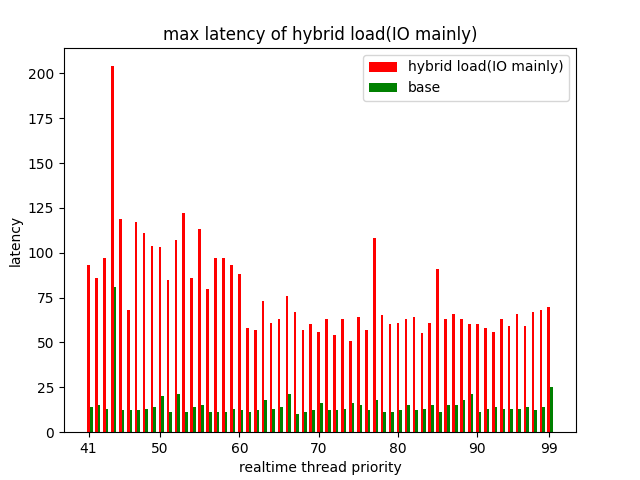 max latency of hybrid load(IO mainly)
hybrid load(IO mainly)
base
latency
200
175
150
125
100
75
50
25
0
41 50 60 70 80 90 99
realtime thread priority